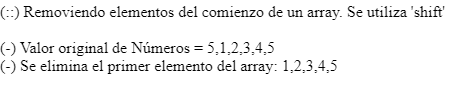 (::) Removiendo elementos del comienzo de un array. Se utiliza 'shift'
(-) Valor original de Números = 5,1,2,3,4,5
(-) Se elimina el primer elemento del array: 1,2,3,4,5